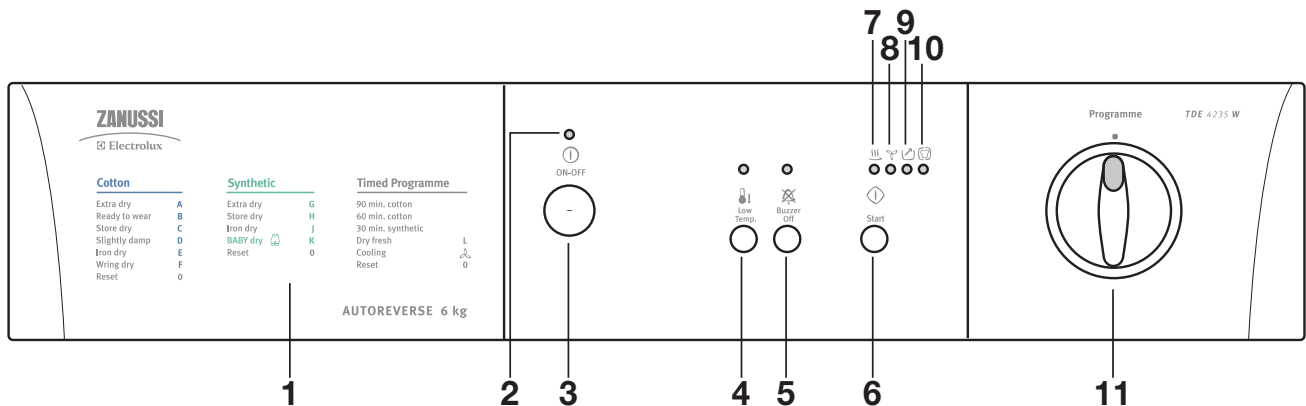 7 9
8 10
ZANUSSI
Electrolux
Programme
TDE 4235 W
2
ON-OFF
Cotton
Extra dry A
Ready to wear B
Store dry C
Slightly damp D
Iron dry E
Wring dry F
Reset 0
Synthetic
Extra dry G
Store dry H
Iron dry J
BABY dry K
Reset 0
Timed Programme
90 min. cotton
60 min. cotton
30 min. synthetic
Dry fresh L
Cooling
Reset 0
Low
Temp.
Buzzer
Off
Start
AUTOREVERSE 6 kg
1 2 3 4 5 6 11